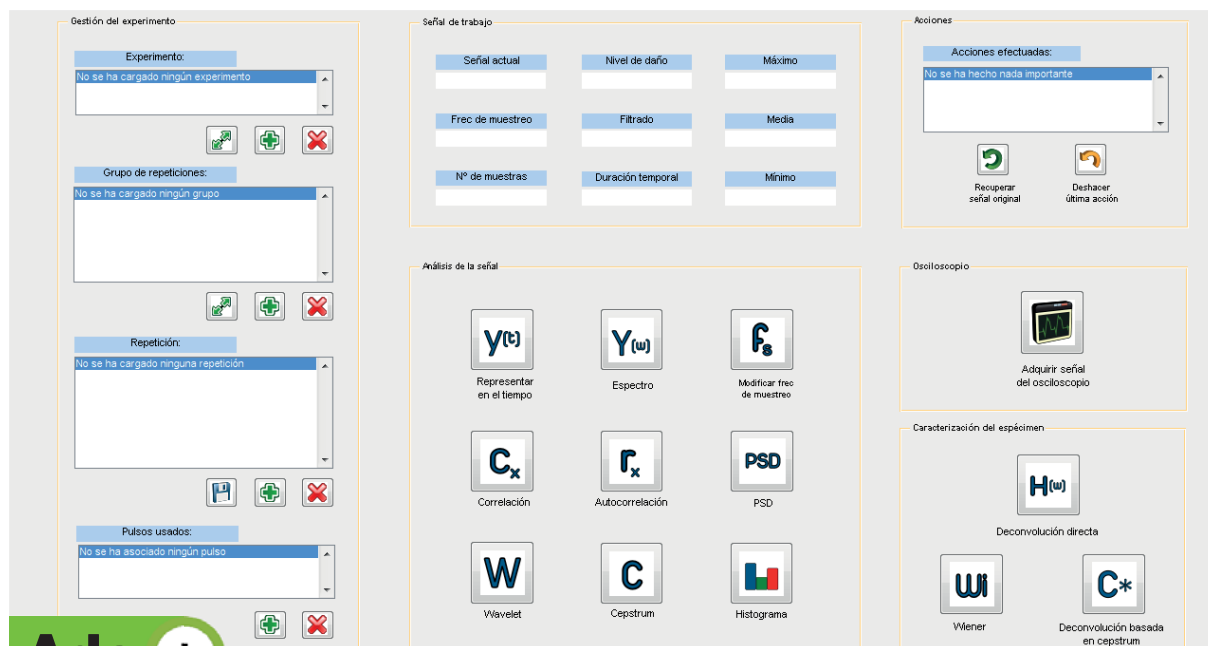 Gestión del experimento
Experimento:
No se ha cargado ningún experimento
Grupo de repeticiones:
No se ha cargado ningún grupo
Repetición:
No se ha cargado ninguna repetición
Pulsos usados:
No se ha asociado ningún pulso
Señal de trabajo
Señal actual
Nivel de daño
Máximo
Frec de muestreo
Filtrado
Media
Nº de muestras
Duración temporal
Mínimo
Análisis de la señal
y(t)
Y(ω)
fs
Representar
en el tiempo
Espectro
Modificar frec
de muestreo
Cx
rx
PSD
Correlación
Autocorrelación
PSD
W
C
Wavelet
Cepstrum
Histograma
Acciones
Acciones efectuadas:
No se ha hecho nada importante
Recuperar
señal original
Deshacer
última acción
Osciloscopio
Adquirir señal
del osciloscopio
Caracterización del espécimen
H(ω)
Deconvolución directa
Wi
C*
Wiener
Deconvolución basada
en cepstrum